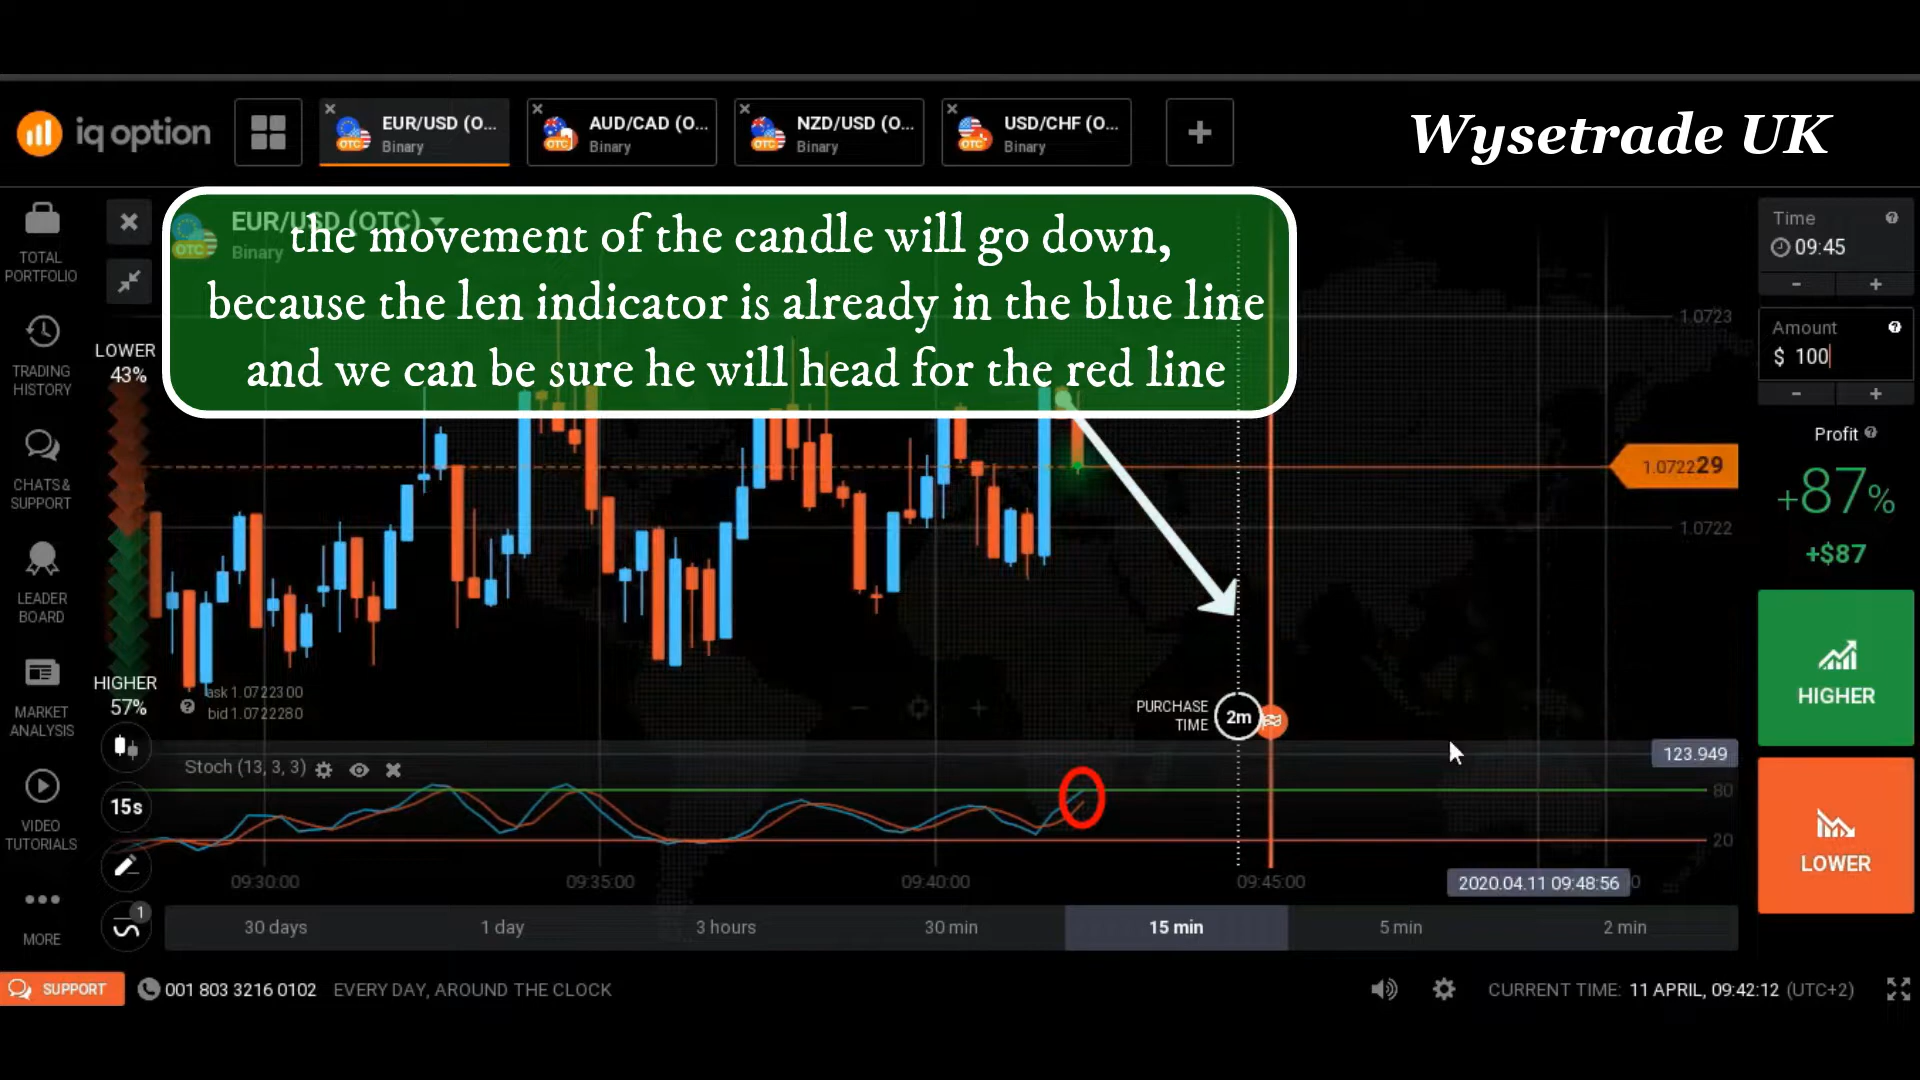 iq option
EUR/USD (O...
Binary
AUD/CAD (O...
Binary
NZD/USD (O...
Binary
USD/CHF (O...
Binary
Wysetrade UK
TOTAL
PORTFOLIO
TRADING
HISTORY
CHATS &
SUPPORT
LEADER
BOARD
MARKET
ANALYSIS
VIDEO
TUTORIALS
MORE
EUR/USD (OTC)
Binary
OTC
the movement of the candle will go down,
because the len indicator is already in the blue line
and we can be sure he will head for the red line
LOWER
43%
HIGHER
57%
ask 1.0722300
bid 1.0722280
1.0723
1.072229
1.0722
PURCHASE
TIME
2m
Stoch (13, 3, 3)
123.949
80
20
15s
1
09:30:00
09:35:00
09:40:00
09:45:00
2020.04.11 09:48:56
0
30 days
1 day
3 hours
30 min
15 min
5 min
2 min
Time
09:45
- +
Amount
$ 100
- +
Profit
+87%
+$87
HIGHER
LOWER
SUPPORT
001 803 3216 0102
EVERY DAY, AROUND THE CLOCK
CURRENT TIME: 11 APRIL, 09:42:12 (UTC+2)